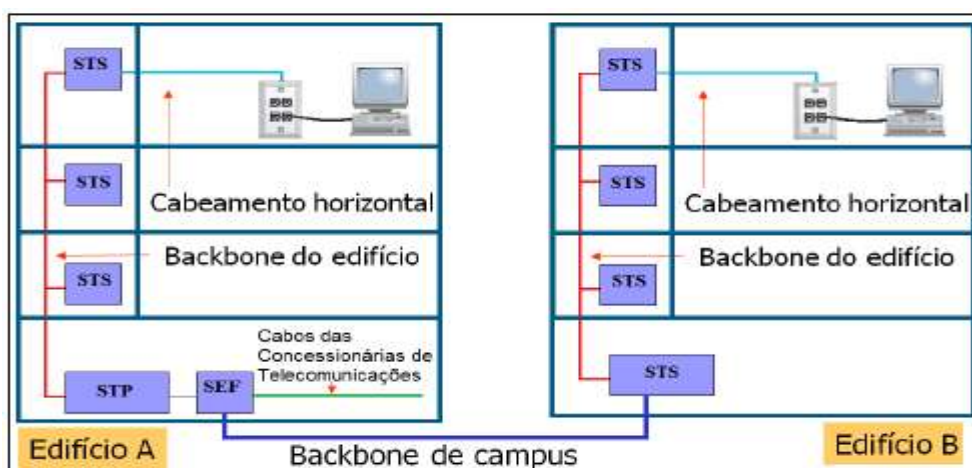 STS
Cabeamento horizontal
STS
Backbone do edifício
STS
Cabos das
Concessionárias de
Telecomunicações
STP
SEF
Edifício A
STS
Cabeamento horizontal
STS
Backbone do edifício
STS
STS
Edifício B
Backbone de campus